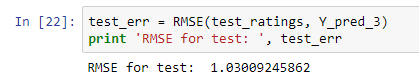 In [22]: test_err = RMSE(test_ratings, Y_pred_3)
print 'RMSE for test: ', test_err
RMSE for test:  1.03009245862